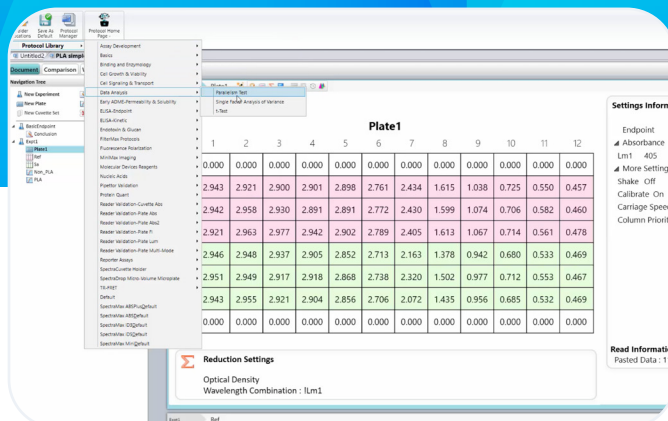 Save As Protocol Protocol Home
Default Manager Page
Protocol Library
Untitled2 PLA simple
Document Comparison
Navigation Tree
New Experiment
New Plate
New Cuvette Set
BasicEndpoint
Conclusion
Expt1
Plate1
Ref
Sx
Non_PLA
PLA
Assay Development
Basics
Binding and Enzymology
Cell Growth & Viability
Cell Signaling & Transport
Data Analysis
Early ADME-Permeability & Solubility
ELISA-Endpoint
ELISA-Kinetic
Endotoxin & Glucan
FilterMax Protocols
Fluorescence Polarization
MiniMax Imaging
Molecular Devices Reagents
Nucleic Acids
Pipettor Validation
Protein Quant
Reader Validation-Cuvette Abs
Reader Validation-Plate Abs
Reader Validation-Plate Abs2
Reader Validation-Plate Fl
Reader Validation-Plate Lum
Reader Validation-Plate Multi-Mode
Reporter Assays
SpectraCuvette Holder
SpectraDrop Micro-Volume Microplate
TR-FRET
Default
SpectraMax ABSPlusDefault
SpectraMax ABSDefault
SpectraMax iD3Default
SpectraMax iD5Default
SpectraMax MiniDefault
Parallelism Test
Single Factor Analysis of Variance
t-Test
Plate1
1 2 3 4 5 6 7 8 9 10 11 12
0.000 0.000 0.000 0.000 0.000 0.000 0.000 0.000 0.000 0.000 0.000 0.000
2.943 2.921 2.900 2.901 2.898 2.761 2.434 1.615 1.038 0.725 0.550 0.457
2.942 2.958 2.930 2.891 2.891 2.772 2.430 1.599 1.074 0.706 0.582 0.460
2.921 2.963 2.977 2.942 2.902 2.789 2.405 1.613 1.067 0.714 0.561 0.478
2.946 2.948 2.937 2.905 2.852 2.713 2.163 1.378 0.942 0.680 0.533 0.469
2.951 2.949 2.917 2.918 2.868 2.738 2.320 1.502 0.977 0.712 0.553 0.467
2.943 2.955 2.921 2.904 2.856 2.706 2.072 1.435 0.956 0.685 0.532 0.469
0.000 0.000 0.000 0.000 0.000 0.000 0.000 0.000 0.000 0.000 0.000 0.000
Reduction Settings
Optical Density
Wavelength Combination : !Lm1
Settings Inform
Endpoint
Absorbance
Lm1 405
More Setting
Shake Off
Calibrate On
Carriage Speed
Column Priorit
Read Informati
Pasted Data : 1
Expt1 Ref